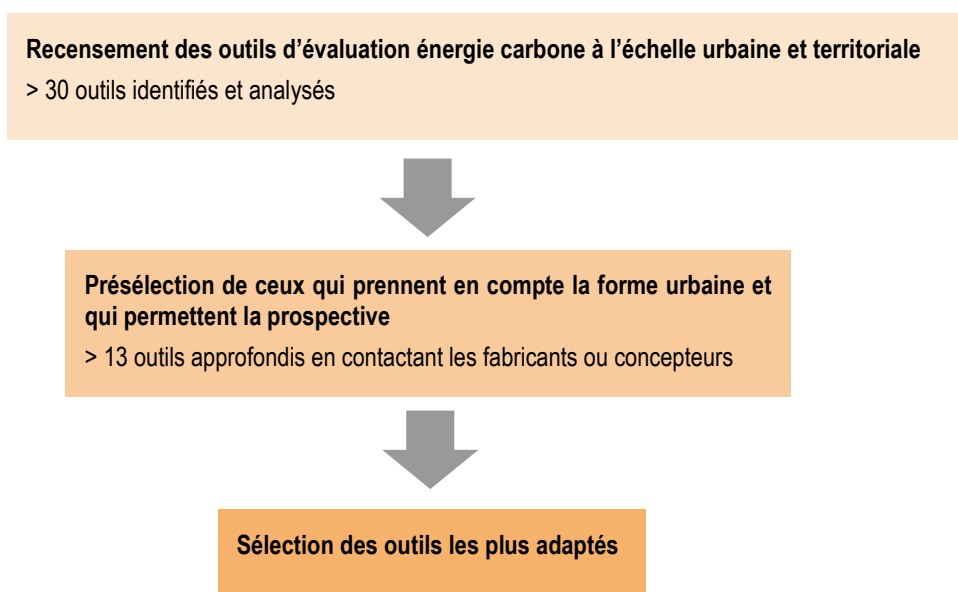 Recensement des outils d’évaluation énergie carbone à l’échelle urbaine et territoriale
> 30 outils identifiés et analysés
Présélection de ceux qui prennent en compte la forme urbaine et
qui permettent la prospective
> 13 outils approfondis en contactant les fabricants ou concepteurs
Sélection des outils les plus adaptés